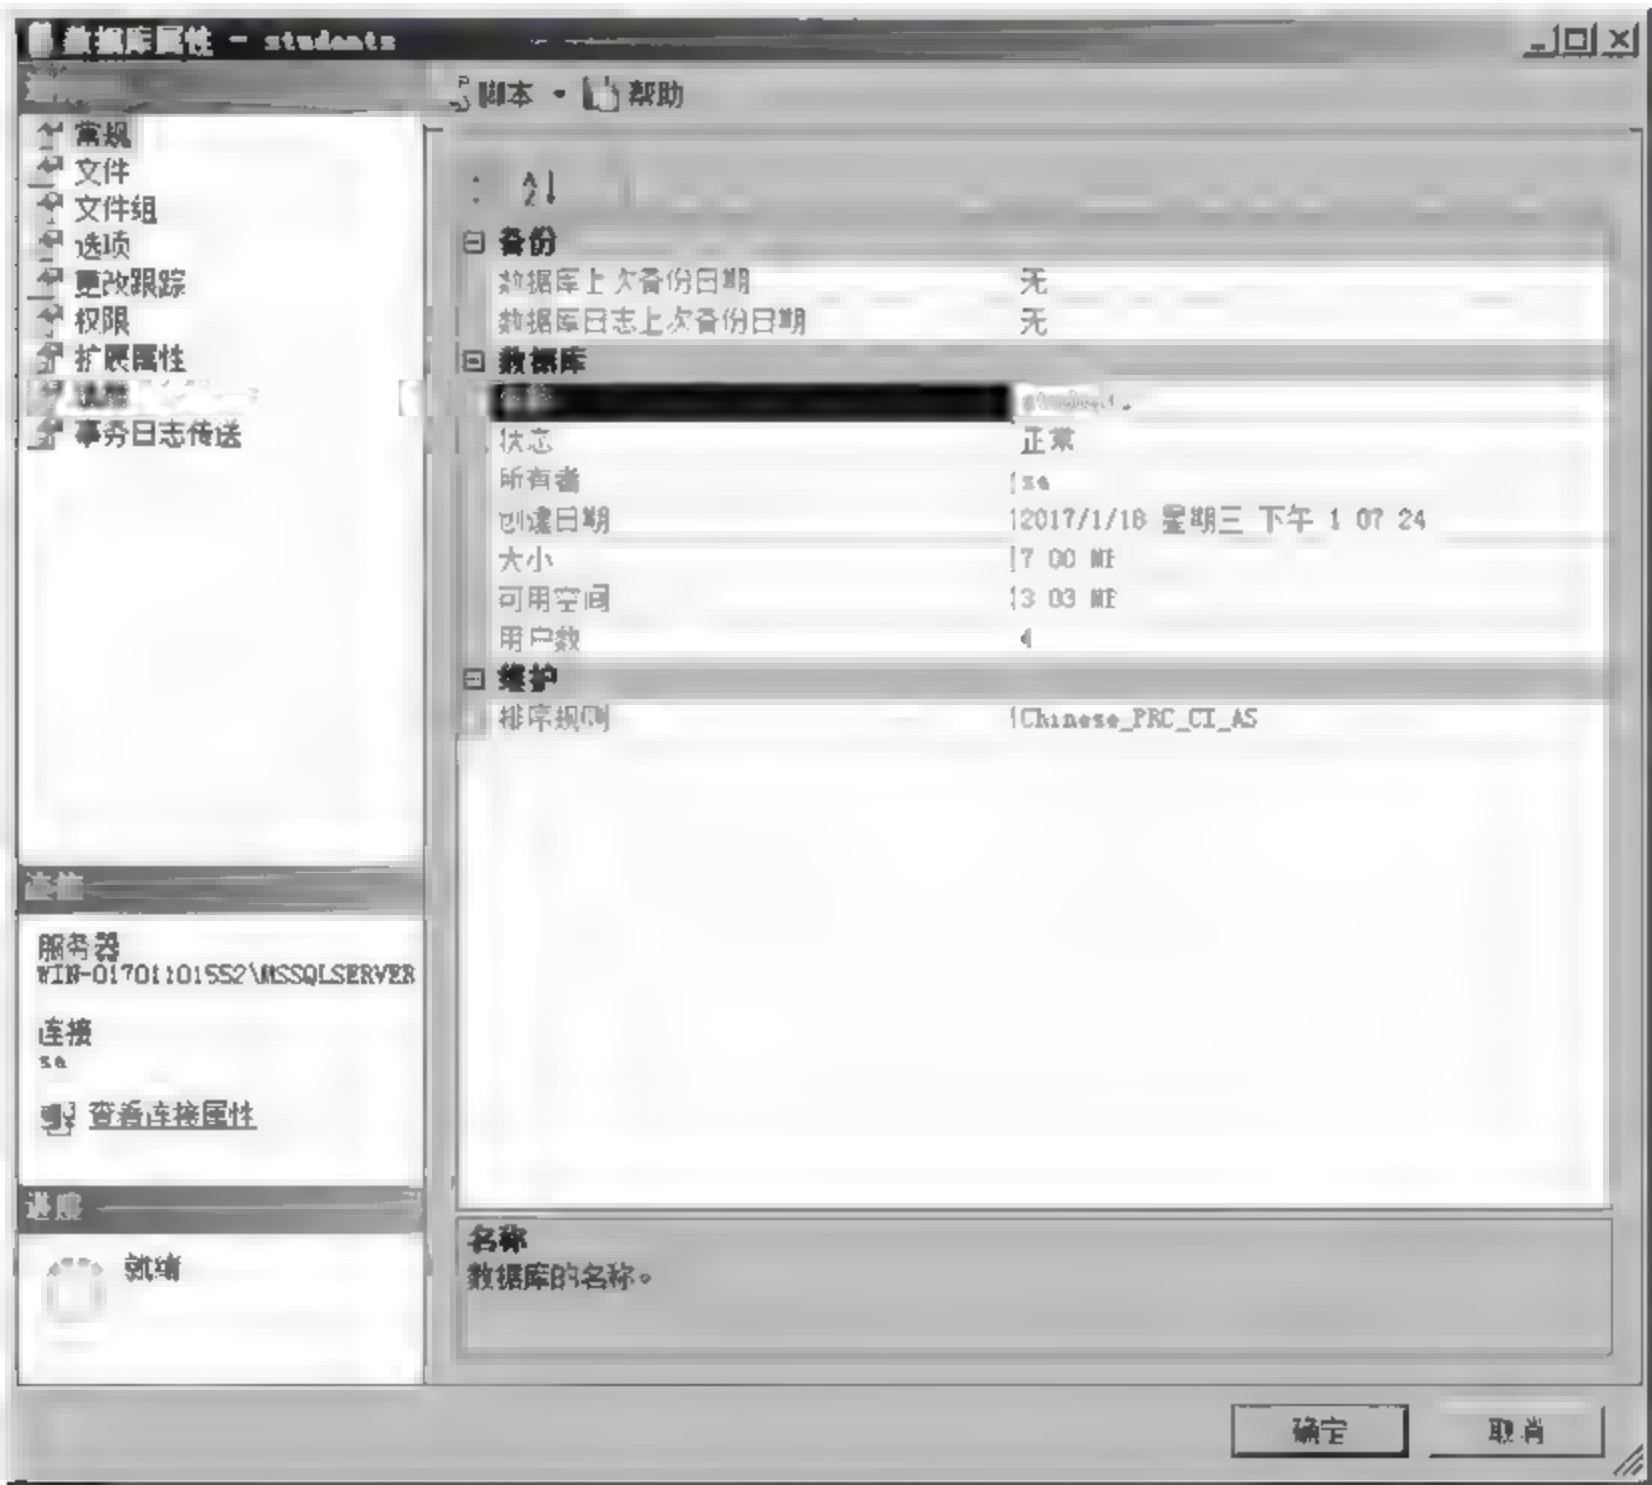 数据库属性 - students
脚本 帮助
常规
文件
文件组
选项
更改跟踪
权限
扩展属性
事务日志传送
备份
数据库上次备份日期 无
数据库日志上次备份日期 无
数据库
状态 正常
所有者 sa
创建日期 2017/1/18 星期三 下午 1 07 24
大小 7 00 MB
可用空间 3 03 MB
用户数 4
维护
排序规则 Chinese_PRC_CI_AS
连接
服务器
WIN-01701101552\MSSQLSERVER
连接
sa
查看连接属性
进度
就绪
名称
数据库的名称。
确定 取消